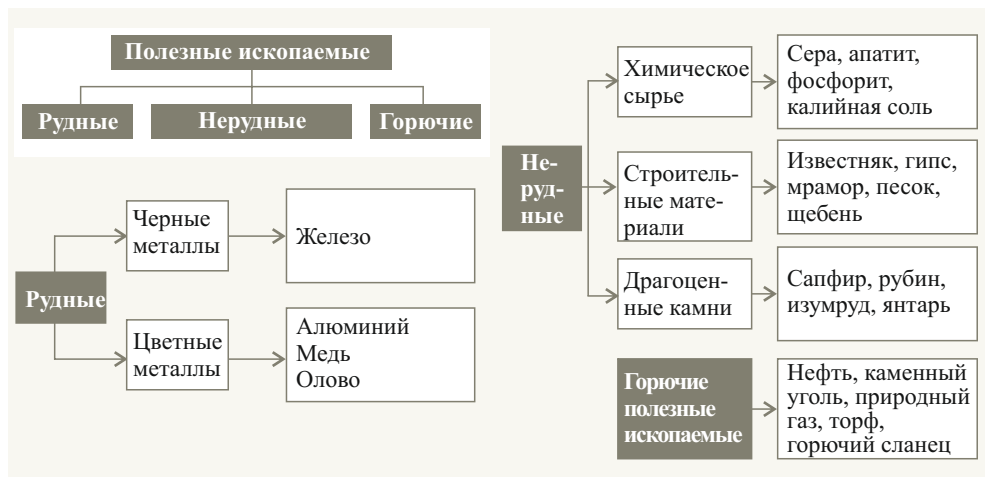 Полезные ископаемые
Рудные
Нерудные
Горючие
Рудные
Черные
металлы
Железо
Цветные
металлы
Алюминий
Медь
Олово
Не-
руд-
ные
Химическое
сырье
Сера, апатит,
фосфорит,
калийная соль
Строитель-
ные мате-
риали
Известняк, гипс,
мрамор, песок,
щебень
Драгоцен-
ные камни
Сапфир, рубин,
изумруд, янтарь
Горючие
полезные
ископаемые
Нефть, каменный
уголь, природный
газ, торф,
горючий сланец